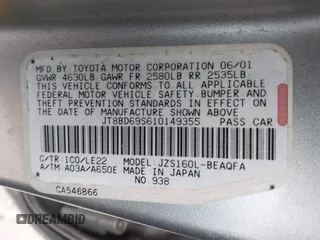 MFD BY TOYOTA MOTOR CORPORATION 06/01
GVWR 4630LB GAWR FR 2580LB RR 2535LB
THIS VEHICLE CONFORMS TO ALL APPLICABLE
FEDERAL MOTOR VEHICLE SAFETY, BUMPER AND
THEFT PREVENTION STANDARDS IN EFFECT ON
THE DATE OF MANUFACTURE SHOWN ABOVE.
JT8BD69S610149355 PASS CAR
C/TR 1C0/LE22 MODEL JZS160L-BEAQFA
A/TM A03A/A650E MADE IN JAPAN
NO 938
CA546866
BIDFAX